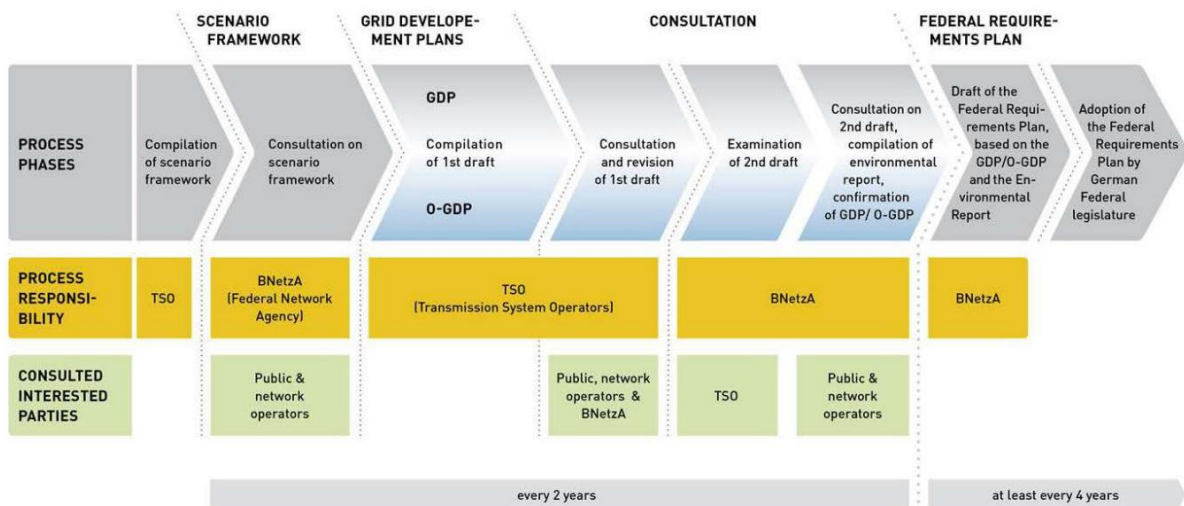 SCENARIO
FRAMEWORK
GRID DEVELOPE-
MENT PLANS
CONSULTATION
FEDERAL REQUIRE-
MENTS PLAN
PROCESS
PHASES
Compilation
of scenario
framework
Consultation on
scenario
framework
GDP
Compilation
of 1st draft
O-GDP
Consultation
and revision
of 1st draft
Examination
of 2nd draft
Consultation on
2nd draft,
compilation of
environmental
report,
confirmation
of GDP/ O-GDP
Draft of the
Federal Requi-
rements Plan,
based on the
GDP/O-GDP
and the En-
vironmental
Report
Adoption of
the Federal
Requirements
Plan by
German
Federal
legislature
PROCESS
RESPONSI-
BILITY
TSO
BNetzA
(Federal Network
Agency)
TSO
(Transmission System Operators)
BNetzA
BNetzA
CONSULTED
INTERESTED
PARTIES
Public &
network
operators
Public, network
operators &
BNetzA
TSO
Public &
network
operators
every 2 years
at least every 4 years